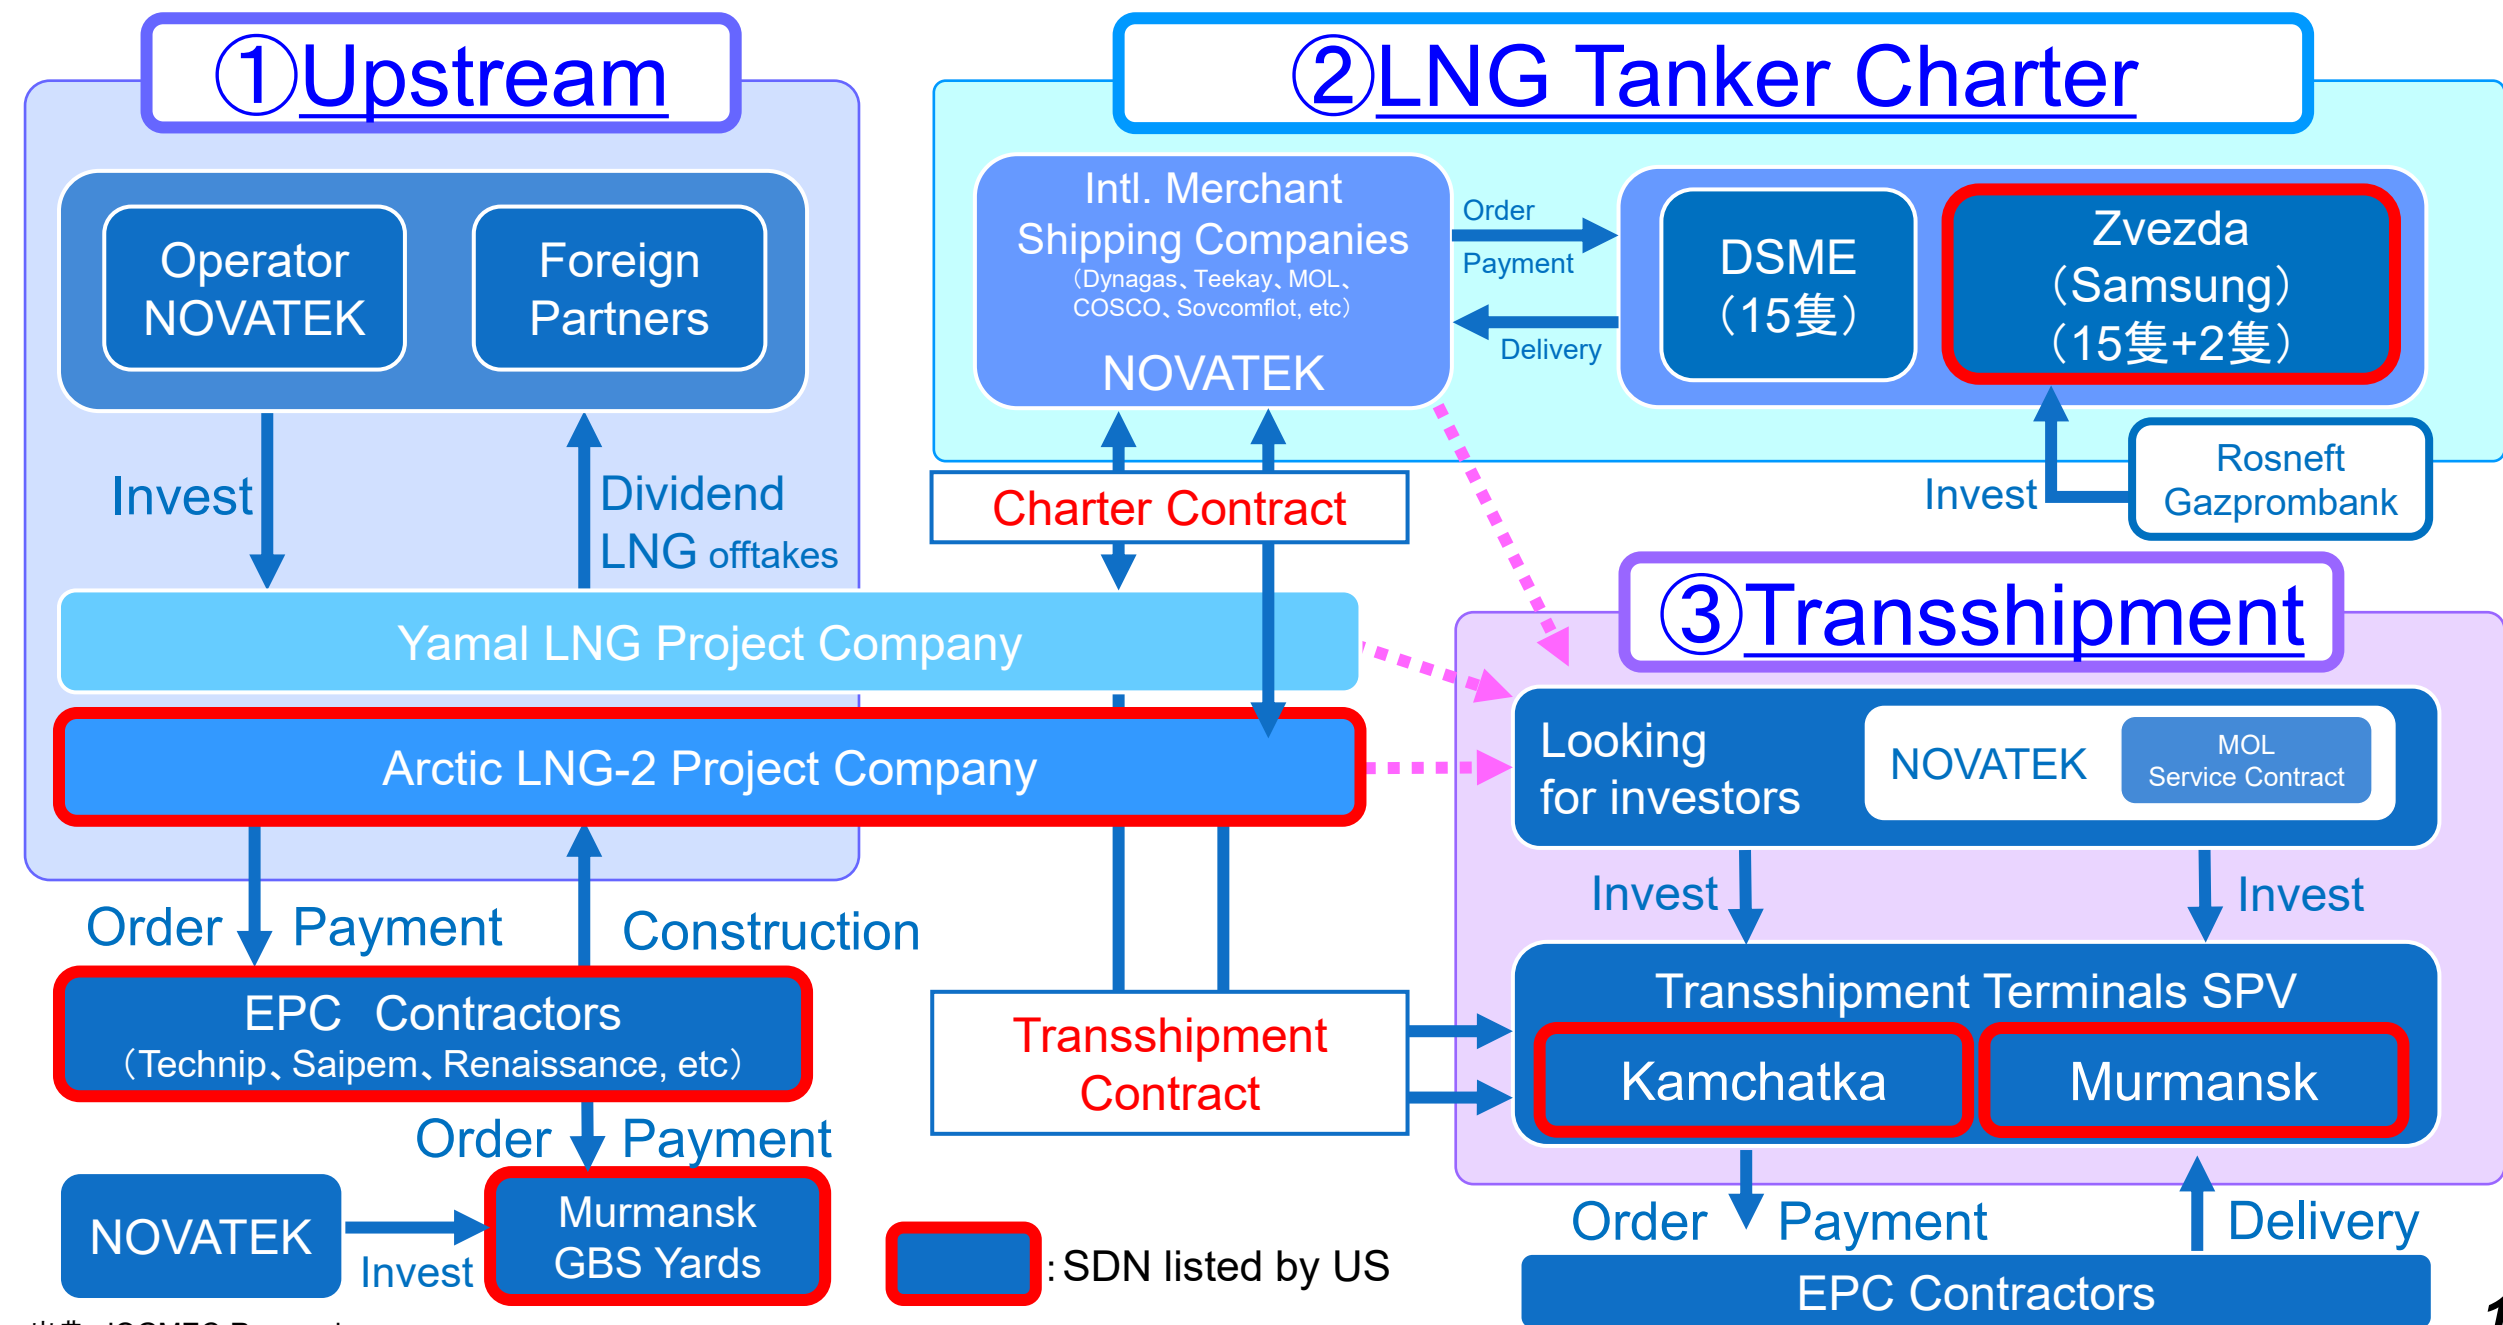 ①Upstream
Operator
NOVATEK
Foreign
Partners
Invest
Dividend
LNG offtakes
②LNG Tanker Charter
Intl. Merchant
Shipping Companies
（Dynagas、Teekay、MOL、
COSCO、Sovcomflot, etc）
NOVATEK
Order
Payment
Delivery
DSME
（15隻）
Zvezda
（Samsung）
（15隻+2隻）
Invest
Rosneft
Gazprombank
Charter Contract
Yamal LNG Project Company
Arctic LNG-2 Project Company
③Transshipment
Looking
for investors
NOVATEK
MOL
Service Contract
Invest
Invest
Transshipment Terminals SPV
Kamchatka
Murmansk
Transshipment
Contract
Order
Payment
Delivery
EPC Contractors
Order
Payment
Construction
EPC Contractors
（Technip、Saipem、Renaissance, etc）
Order
Payment
NOVATEK
Invest
Murmansk
GBS Yards
: SDN listed by US